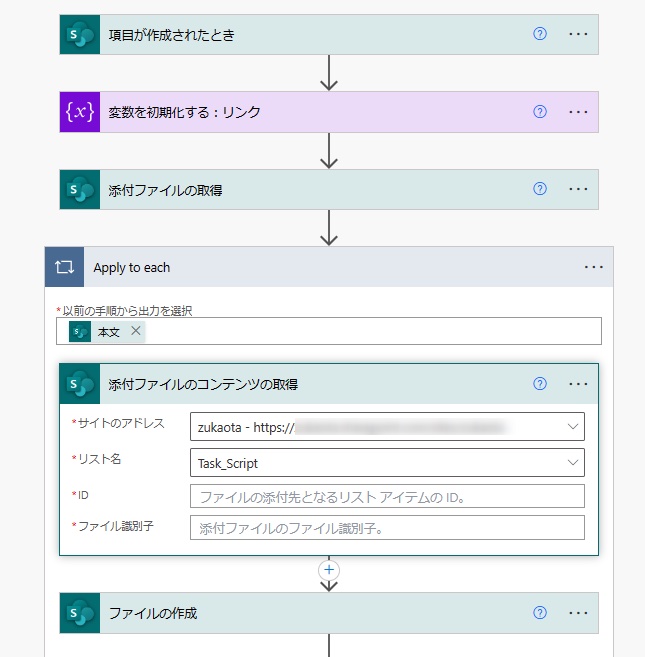 項目が作成されたとき
変数を初期化する：リンク
添付ファイルの取得
Apply to each
*以前の手順から出力を選択
本文
添付ファイルのコンテンツの取得
*サイトのアドレス
zukaota - https://
*リスト名
Task_Script
*ID
ファイルの添付先となるリスト アイテムの ID。
*ファイル識別子
添付ファイルのファイル識別子。
ファイルの作成